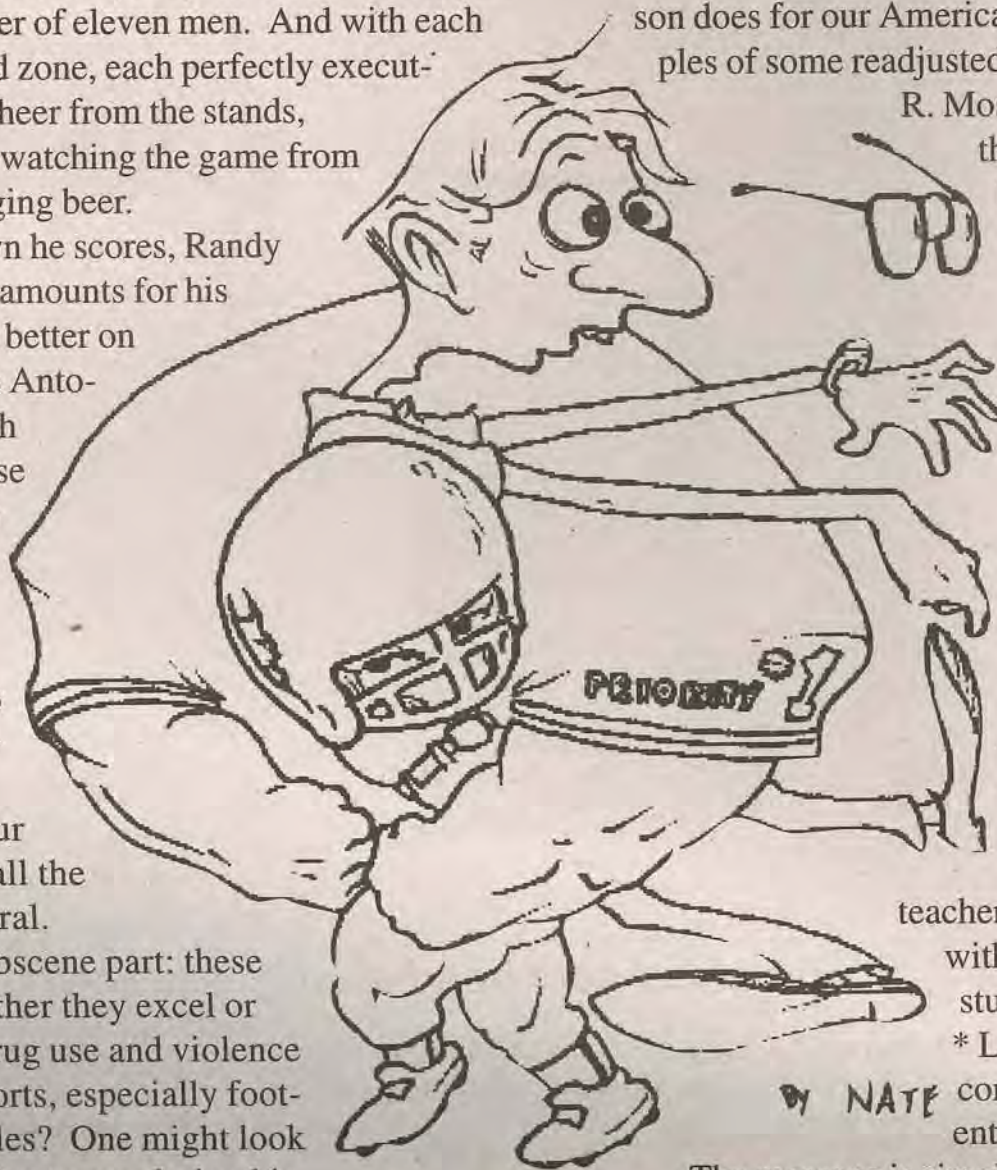 er of eleven men. And with each
d zone, each perfectly execut-
heer from the stands,
watching the game from
ging beer.
n he scores, Randy
amounts for his
better on
Anto-
h
se
ur
all the
ral.
bscene part: these
ther they excel or
rug use and violence
orts, especially foot-
les? One might look
son does for our America
ples of some readjusted
R. Mo
th
PRIORITY #1
teacher
with
stu
* L
con
ent
BY NATE